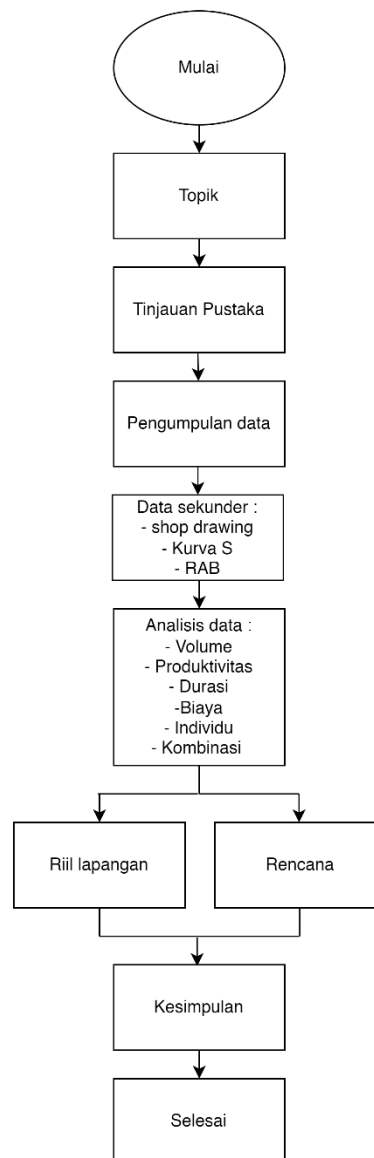 Mulai
Topik
Tinjauan Pustaka
Pengumpulan data
Data sekunder :
- shop drawing
- Kurva S
- RAB
Analisis data :
- Volume
- Produktivitas
- Durasi
-Biaya
- Individu
- Kombinasi
Riil lapangan
Rencana
Kesimpulan
Selesai